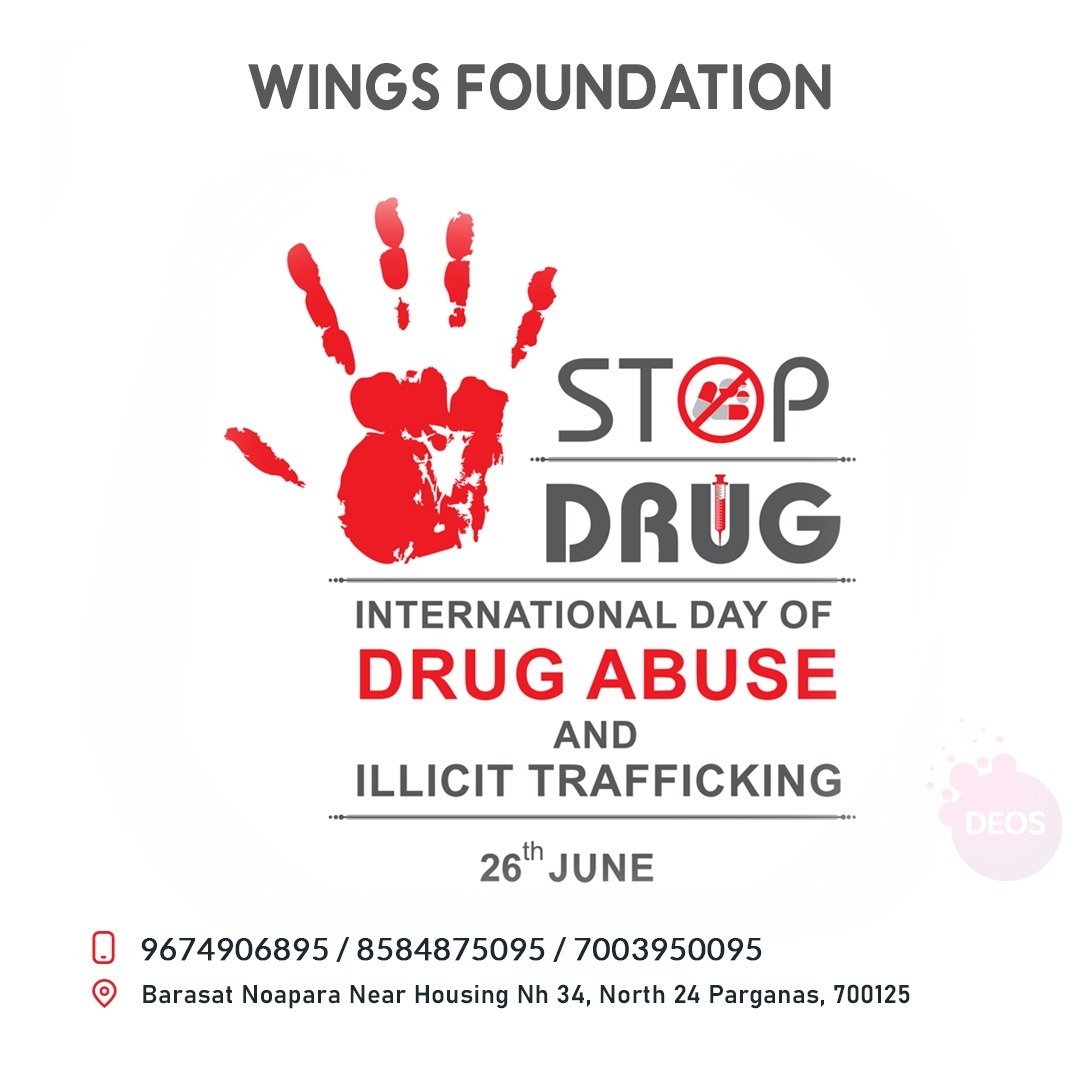 WINGS FOUNDATION
STOP
DRUG
INTERNATIONAL DAY OF
DRUG ABUSE
AND
ILLICIT TRAFFICKING
26th JUNE
DEOS
9674906895 / 8584875095 / 7003950095
Barasat Noapara Near Housing Nh 34, North 24 Parganas, 700125